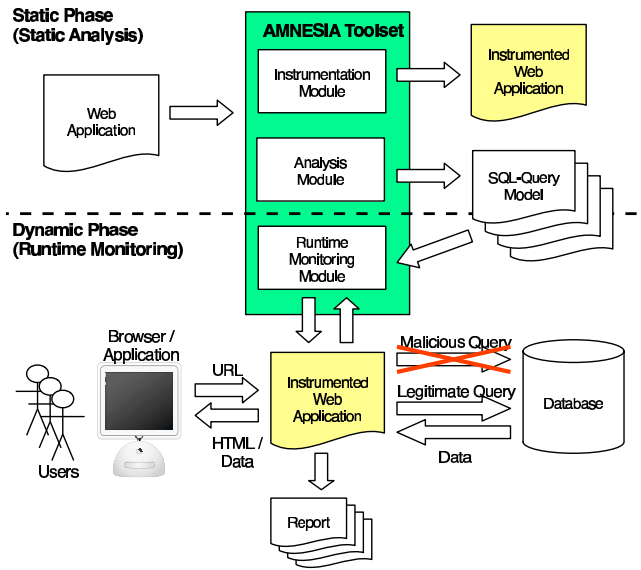 Static Phase
(Static Analysis)
AMNESIA Toolset
Instrumentation
Module
Instrumented
Web
Application
Web
Application
Analysis
Module
SQL-Query
Model
Dynamic Phase
(Runtime Monitoring)
Runtime
Monitoring
Module
Browser /
Application
URL
HTML /
Data
Users
Instrumented
Web
Application
Malicious Query
Legitimate Query
Data
Database
Report